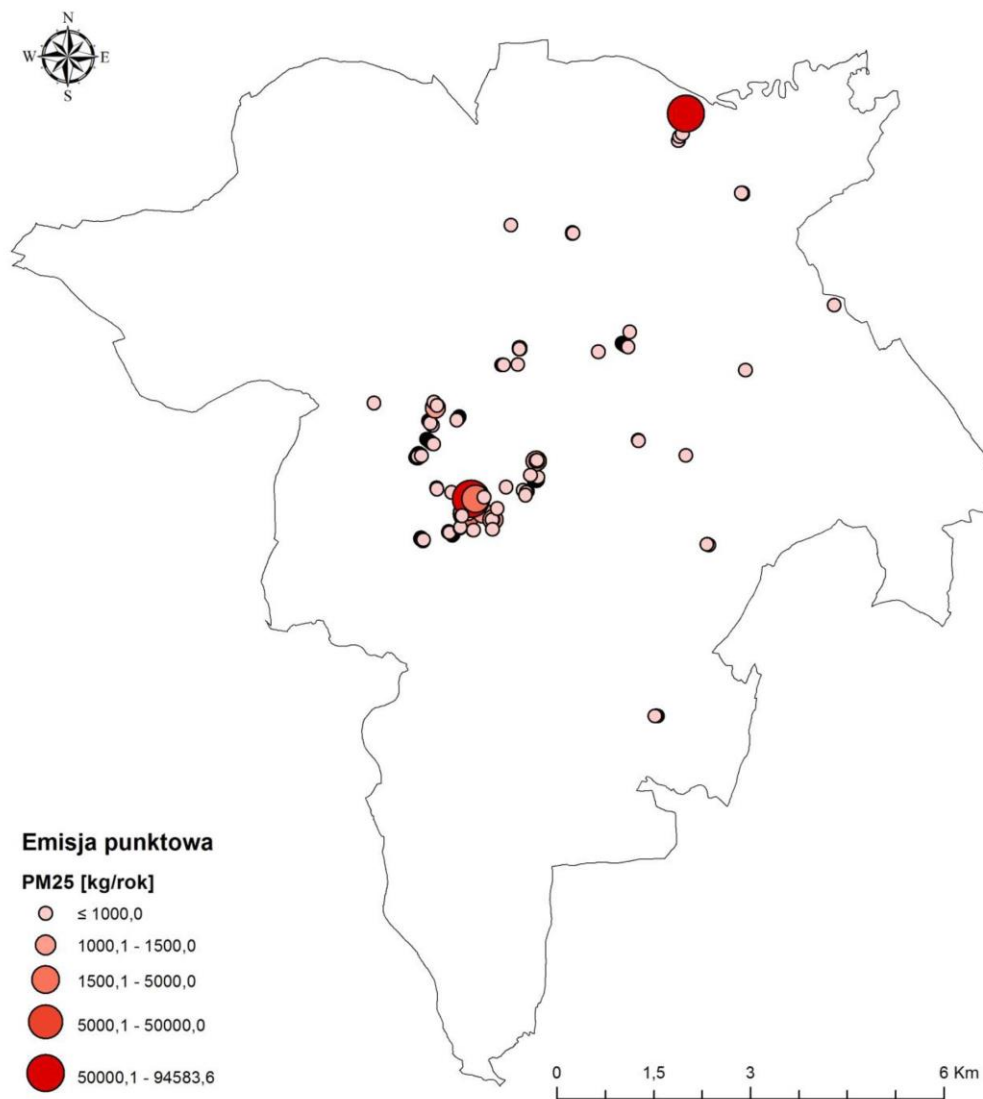 N
W E
S
Emisja punktowa
PM25 [kg/rok]
≤ 1000,0
1000,1 - 1500,0
1500,1 - 5000,0
5000,1 - 50000,0
50000,1 - 94583,6
0 1,5 3 6 Km